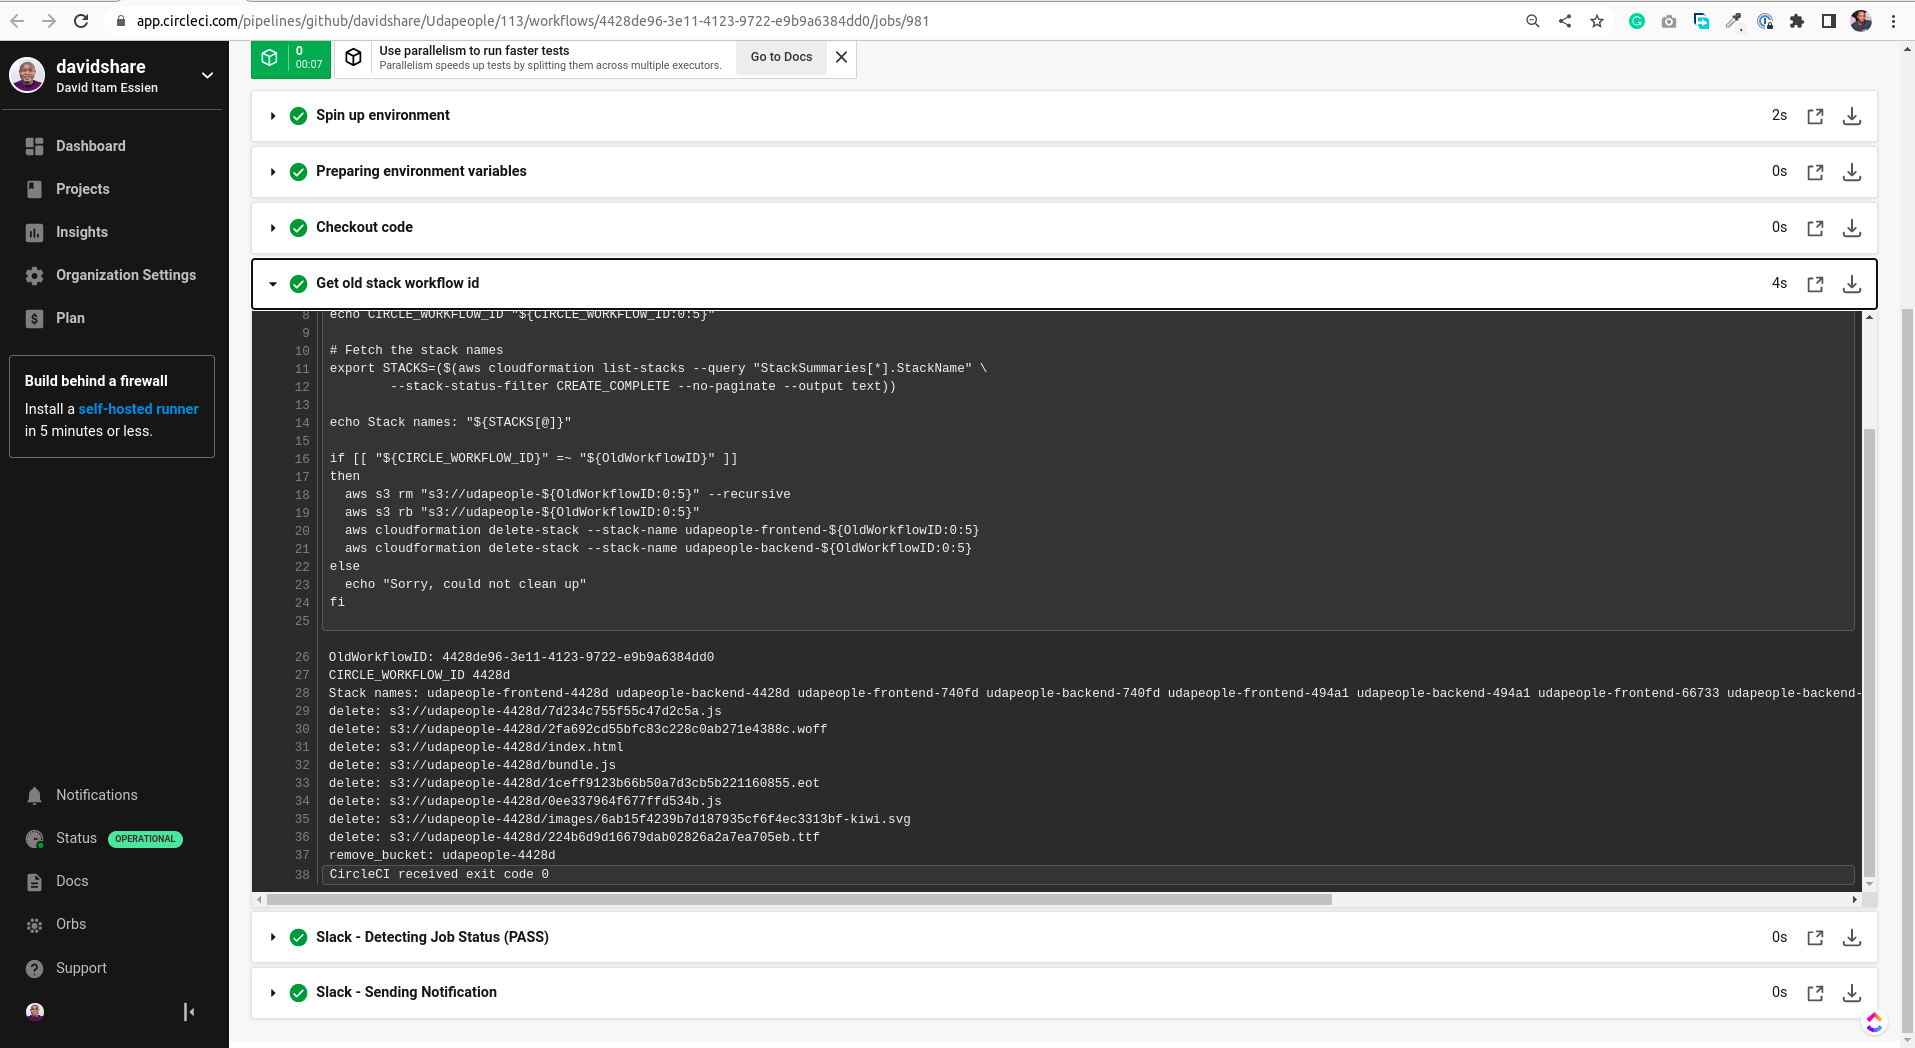 app.circleci.com/pipelines/github/davidshare/Udapeople/113/workflows/4428de96-3e11-4123-9722-e9b9a6384dd0/jobs/981
davidshare
David Itam Essien
Dashboard
Projects
Insights
Organization Settings
Plan
Build behind a firewall
Install a self-hosted runner
in 5 minutes or less.
Notifications
Status OPERATIONAL
Docs
Orbs
Support
0
00:07
Use parallelism to run faster tests
Parallelism speeds up tests by splitting them across multiple executors.
Go to Docs
Spin up environment 2s
Preparing environment variables 0s
Checkout code 0s
Get old stack workflow id 4s
8 echo CIRCLE_WORKFLOW_ID "${CIRCLE_WORKFLOW_ID:0:5}"
9
10 # Fetch the stack names
11 export STACKS=($(aws cloudformation list-stacks --query "StackSummaries[*].StackName" \
12 --stack-status-filter CREATE_COMPLETE --no-paginate --output text))
13
14 echo Stack names: "${STACKS[@]}"
15
16 if [[ "${CIRCLE_WORKFLOW_ID}" =~ "${OldWorkflowID}" ]]
17 then
18 aws s3 rm "s3://udapeople-${OldWorkflowID:0:5}" --recursive
19 aws s3 rb "s3://udapeople-${OldWorkflowID:0:5}"
20 aws cloudformation delete-stack --stack-name udapeople-frontend-${OldWorkflowID:0:5}
21 aws cloudformation delete-stack --stack-name udapeople-backend-${OldWorkflowID:0:5}
22 else
23 echo "Sorry, could not clean up"
24 fi
25
26 OldWorkflowID: 4428de96-3e11-4123-9722-e9b9a6384dd0
27 CIRCLE_WORKFLOW_ID 4428d
28 Stack names: udapeople-frontend-4428d udapeople-backend-4428d udapeople-frontend-740fd udapeople-backend-740fd udapeople-frontend-494a1 udapeople-backend-494a1 udapeople-frontend-66733 udapeople-backend-
29 delete: s3://udapeople-4428d/7d234c755f55c47d2c5a.js
30 delete: s3://udapeople-4428d/2fa692cd55bfc83c228c0ab271e4388c.woff
31 delete: s3://udapeople-4428d/index.html
32 delete: s3://udapeople-4428d/bundle.js
33 delete: s3://udapeople-4428d/1ceff9123b66b50a7d3cb5b221160855.eot
34 delete: s3://udapeople-4428d/0ee337964f677ffd534b.js
35 delete: s3://udapeople-4428d/images/6ab15f4239b7d187935cf6f4ec3313bf-kiwi.svg
36 delete: s3://udapeople-4428d/224b6d9d16679dab02826a2a7ea705eb.ttf
37 remove_bucket: udapeople-4428d
38 CircleCI received exit code 0
Slack - Detecting Job Status (PASS) 0s
Slack - Sending Notification 0s